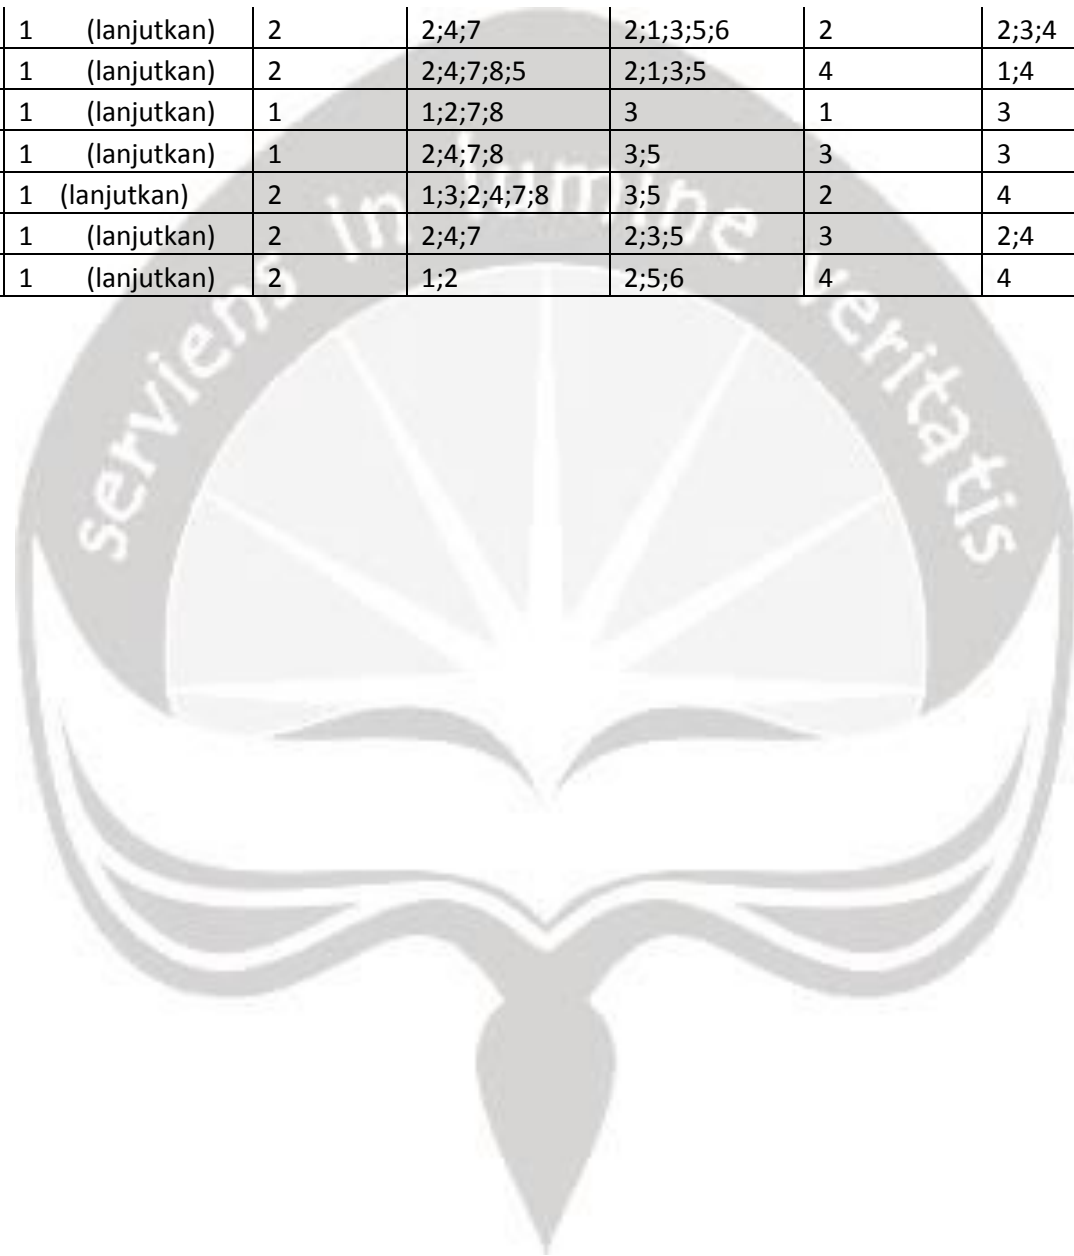 1 (lanjutkan) 2 2;4;7 2;1;3;5;6 2 2;3;4
1 (lanjutkan) 2 2;4;7;8;5 2;1;3;5 4 1;4
1 (lanjutkan) 1 1;2;7;8 3 1 3
1 (lanjutkan) 1 2;4;7;8 3;5 3 3
1 (lanjutkan) 2 1;3;2;4;7;8 3;5 2 4
1 (lanjutkan) 2 2;4;7 2;3;5 3 2;4
1 (lanjutkan) 2 1;2 2;5;6 4 4
serviens in lumine veritatis